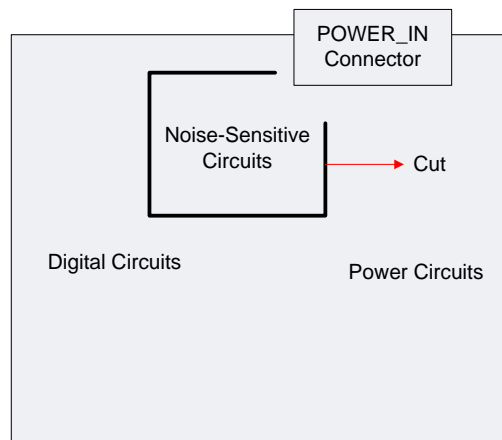 POWER_IN
Connector
Noise-Sensitive
Circuits
Cut
Digital Circuits
Power Circuits